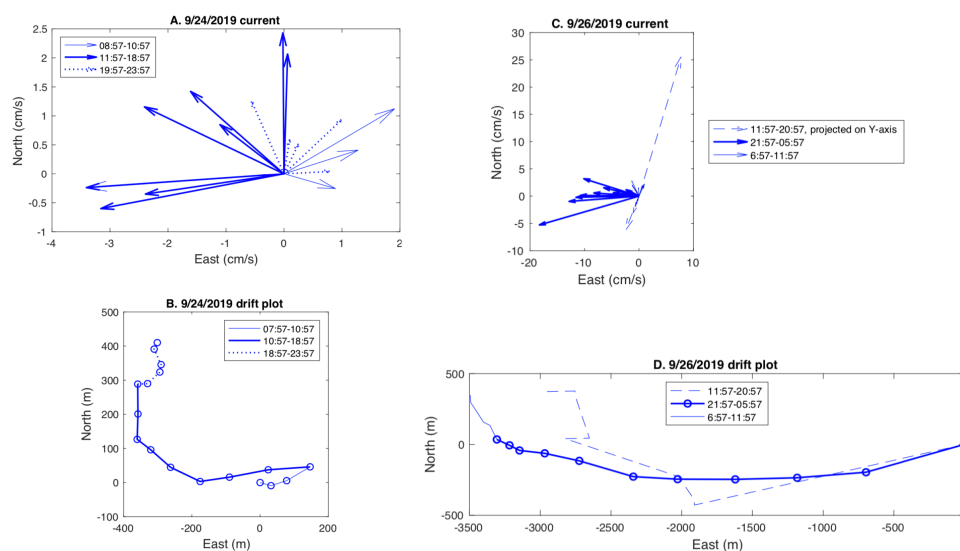 A. 9/24/2019 current
2.5
2
1.5
1
0.5
0
-0.5
-1
North (cm/s)
08:57-10:57
11:57-18:57
19:57-23:57
-4 -3 -2 -1 0 1 2
East (cm/s)
C. 9/26/2019 current
30
25
20
15
10
5
0
-5
-10
North (cm/s)
-20 -10 0 10
East (cm/s)
11:57-20:57, projected on Y-axis
21:57-05:57
6:57-11:57
B. 9/24/2019 drift plot
500
400
300
200
100
0
-100
North (m)
07:57-10:57
10:57-18:57
18:57-23:57
-400 -200 0 200
East (m)
D. 9/26/2019 drift plot
500
0
-500
North (m)
11:57-20:57
21:57-05:57
6:57-11:57
-3500 -3000 -2500 -2000 -1500 -1000 -500 0
East (m)